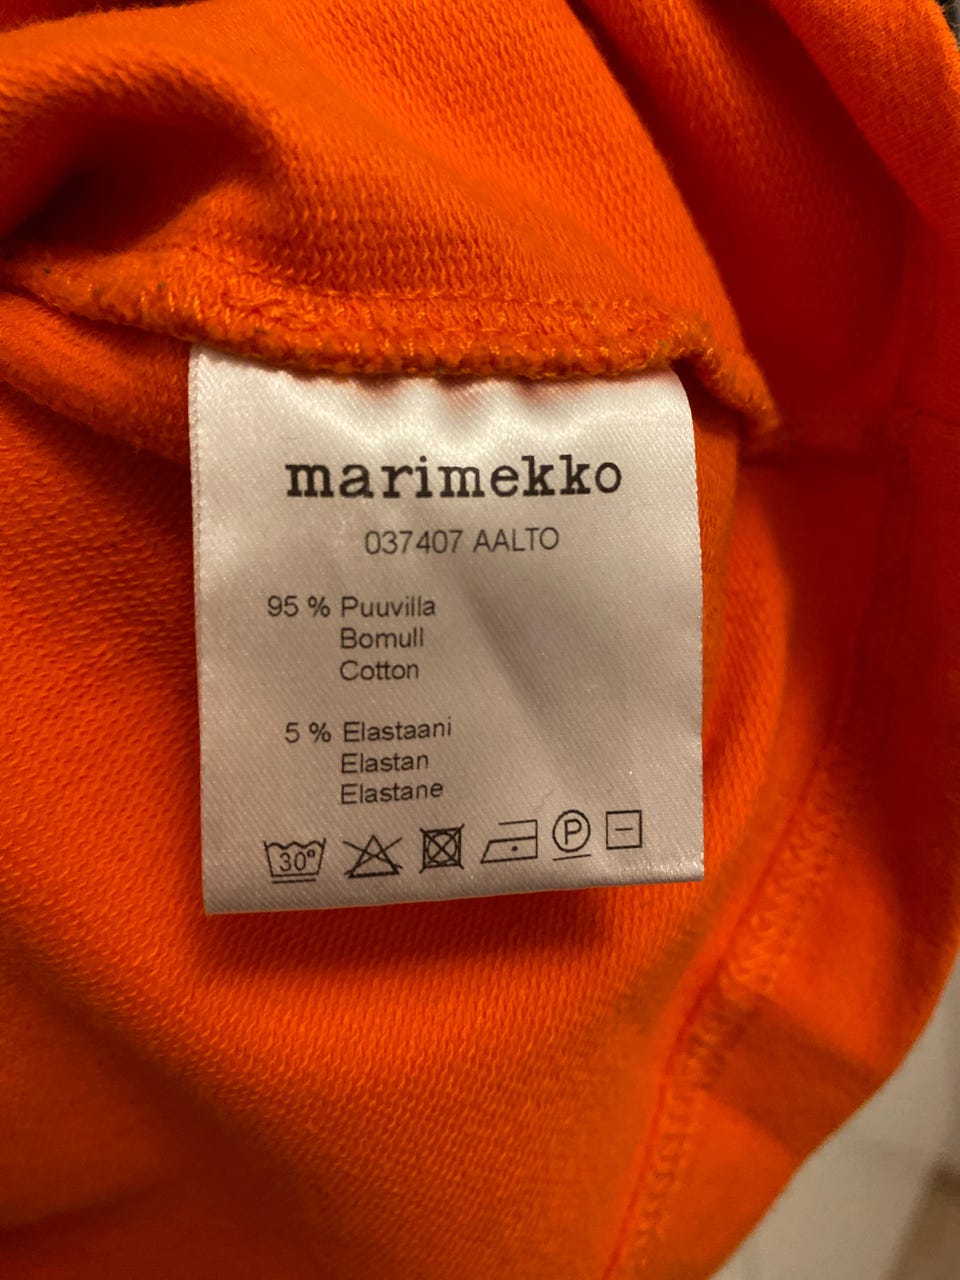 marimekko
037407 AALTO
95 % Puuvilla
Bomull
Cotton
5 % Elastaani
Elastan
Elastane
30°
P